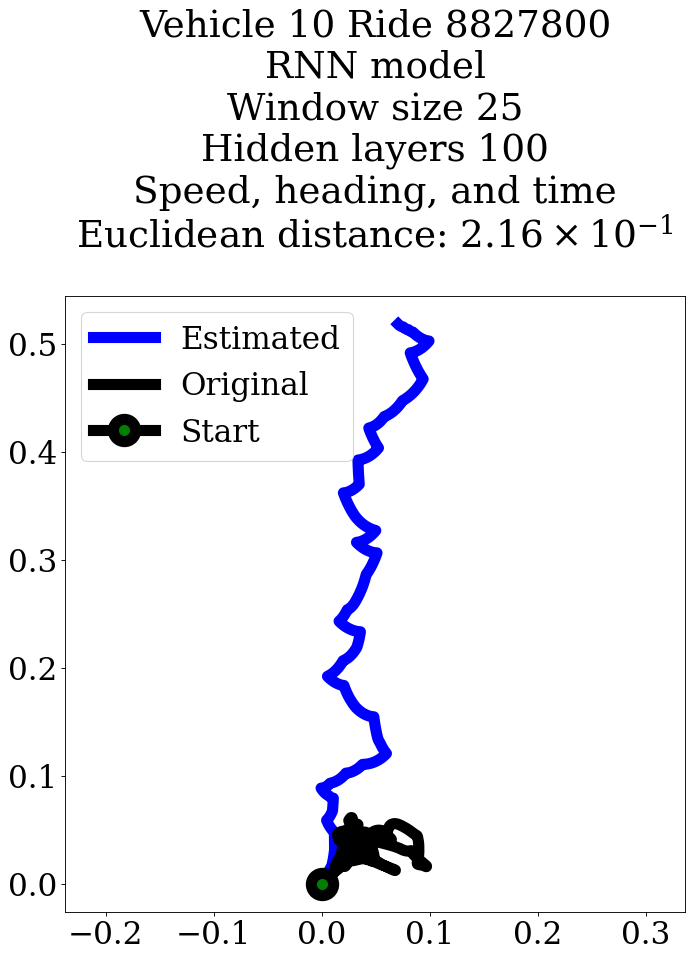 Vehicle 10 Ride 8827800
RNN model
Window size 25
Hidden layers 100
Speed, heading, and time
Euclidean distance: 2.16 × 10⁻¹
Estimated
Original
Start
0.5
0.4
0.3
0.2
0.1
0.0
−0.2 −0.1 0.0 0.1 0.2 0.3